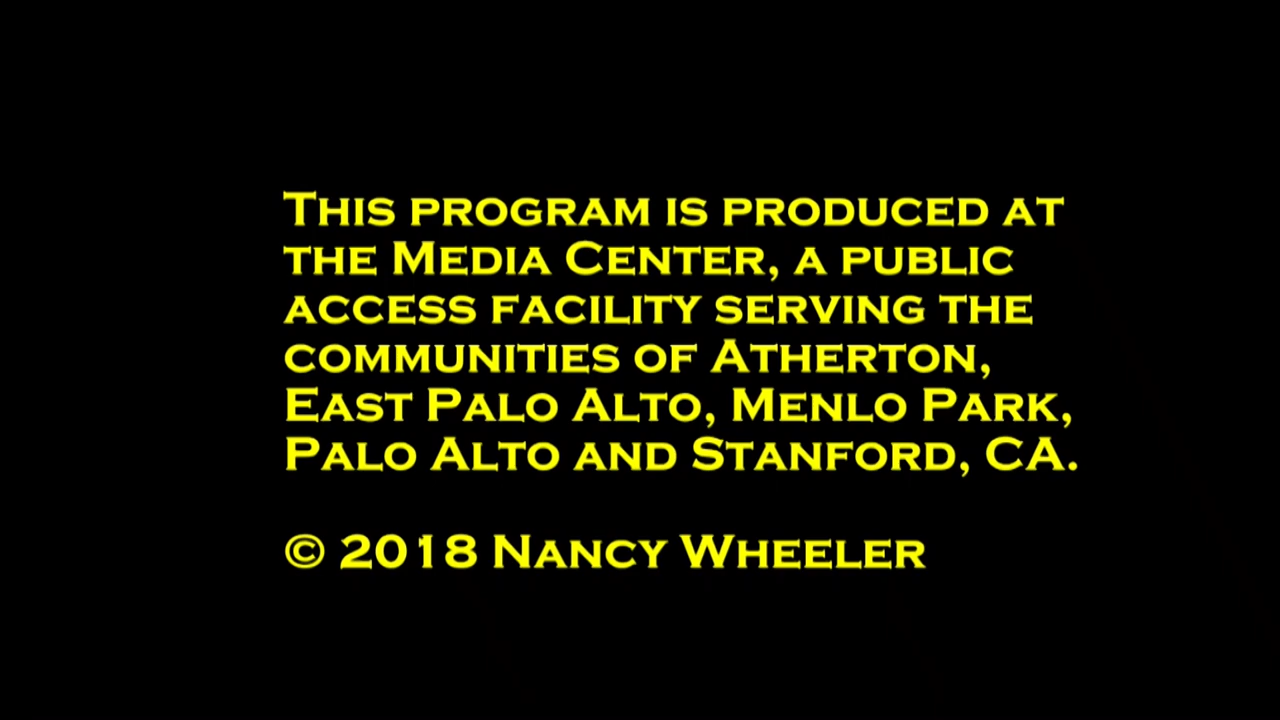 This program is produced at
the Media Center, a public
access facility serving the
communities of Atherton,
East Palo Alto, Menlo Park,
Palo Alto and Stanford, CA.
© 2018 Nancy Wheeler